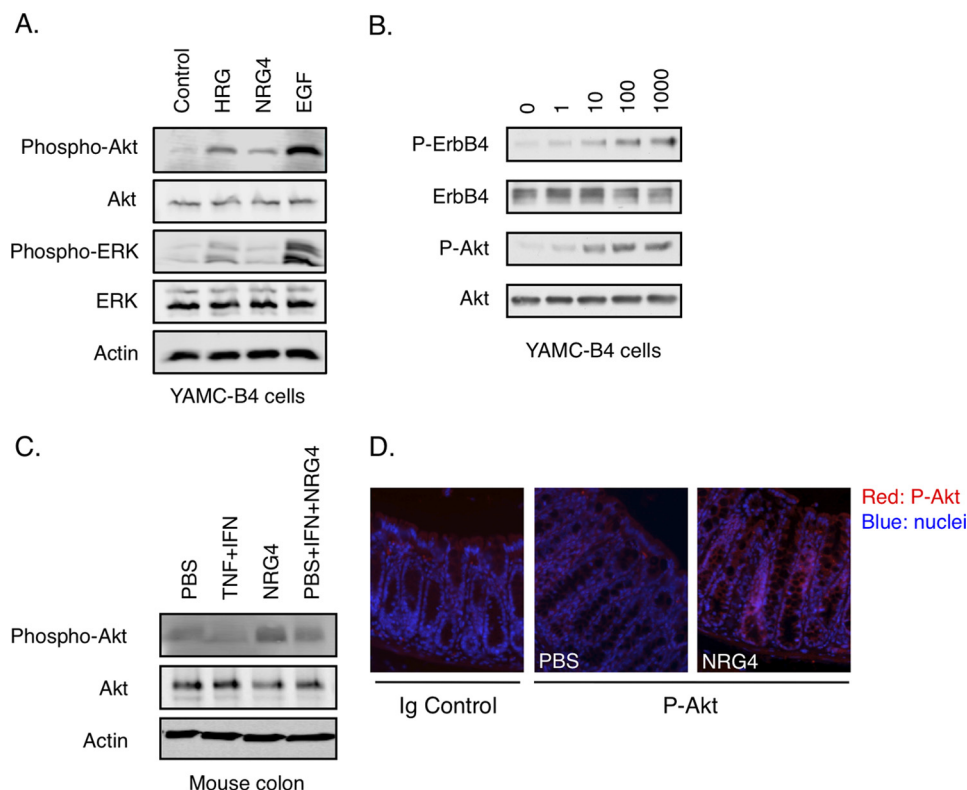 A.
Control
HRG
NRG4
EGF
Phospho-Akt
Akt
Phospho-ERK
ERK
Actin
YAMC-B4 cells
B.
0
1
10
100
1000
P-ErbB4
ErbB4
P-Akt
Akt
YAMC-B4 cells
C.
PBS
TNF+IFN
NRG4
PBS+IFN+NRG4
Phospho-Akt
Akt
Actin
Mouse colon
D.
Red: P-Akt
Blue: nuclei
PBS
NRG4
Ig Control
P-Akt